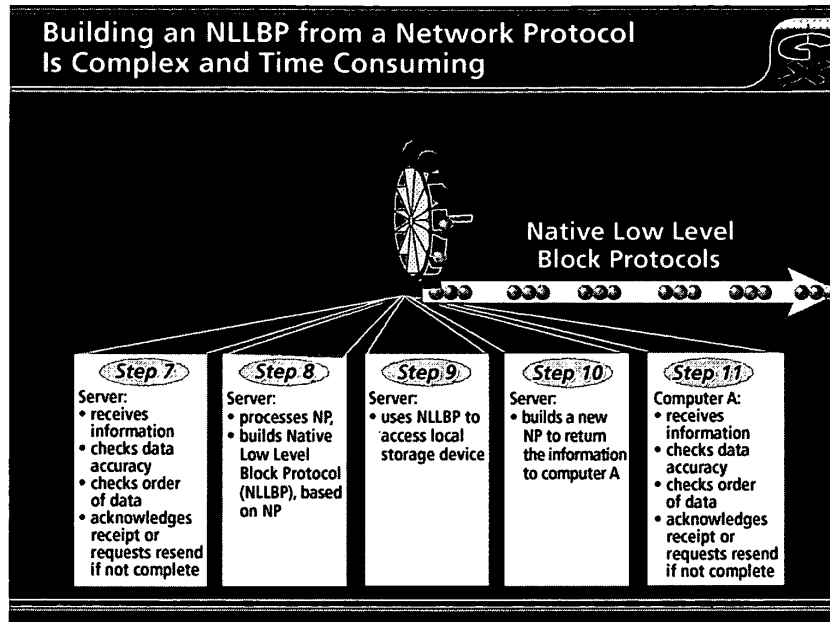 Building an NLLBP from a Network Protocol
Is Complex and Time Consuming
Native Low Level
Block Protocols
Step 7
Server:
• receives
information
• checks data
accuracy
• checks order
of data
• acknowledges
receipt or
requests resend
if not complete
Step 8
Server:
• processes NP,
• builds Native
Low Level
Block Protocol
(NLLBP), based
on NP
Step 9
Server:
• uses NLLBP to
access local
storage device
Step 10
Server:
• builds a new
NP to return
the information
to computer A
Step 11
Computer A:
• receives
information
• checks data
accuracy
• checks order
of data
• acknowledges
receipt or
requests resend
if not complete